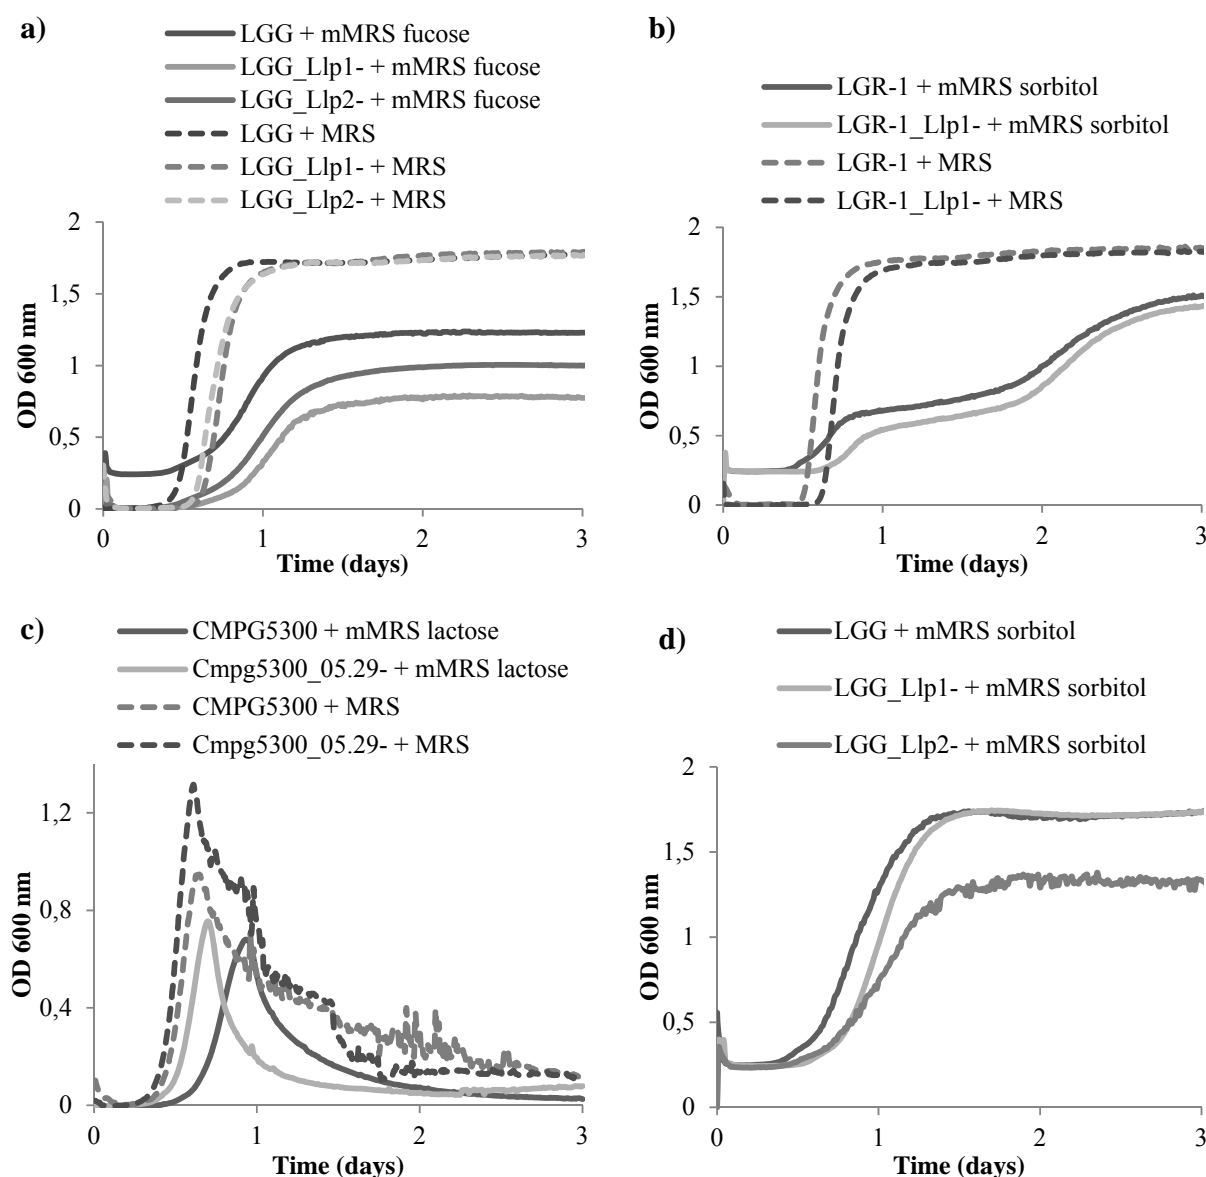 a)
LGG + mMRS fucose
LGG_Llp1- + mMRS fucose
LGG_Llp2- + mMRS fucose
LGG + MRS
LGG_Llp1- + MRS
LGG_Llp2- + MRS
2
1,5
1
0,5
0
OD 600 nm
0 1 2 3
Time (days)
b)
LGR-1 + mMRS sorbitol
LGR-1_Llp1- + mMRS sorbitol
LGR-1 + MRS
LGR-1_Llp1- + MRS
2
1,5
1
0,5
0
OD 600 nm
0 1 2 3
Time (days)
c)
CMPG5300 + mMRS lactose
Cmpg5300_05.29- + mMRS lactose
CMPG5300 + MRS
Cmpg5300_05.29- + MRS
1,2
0,8
0,4
0
OD 600 nm
0 1 2 3
Time (days)
d)
LGG + mMRS sorbitol
LGG_Llp1- + mMRS sorbitol
LGG_Llp2- + mMRS sorbitol
2
1,5
1
0,5
0
OD 600 nm
0 1 2 3
Time (days)